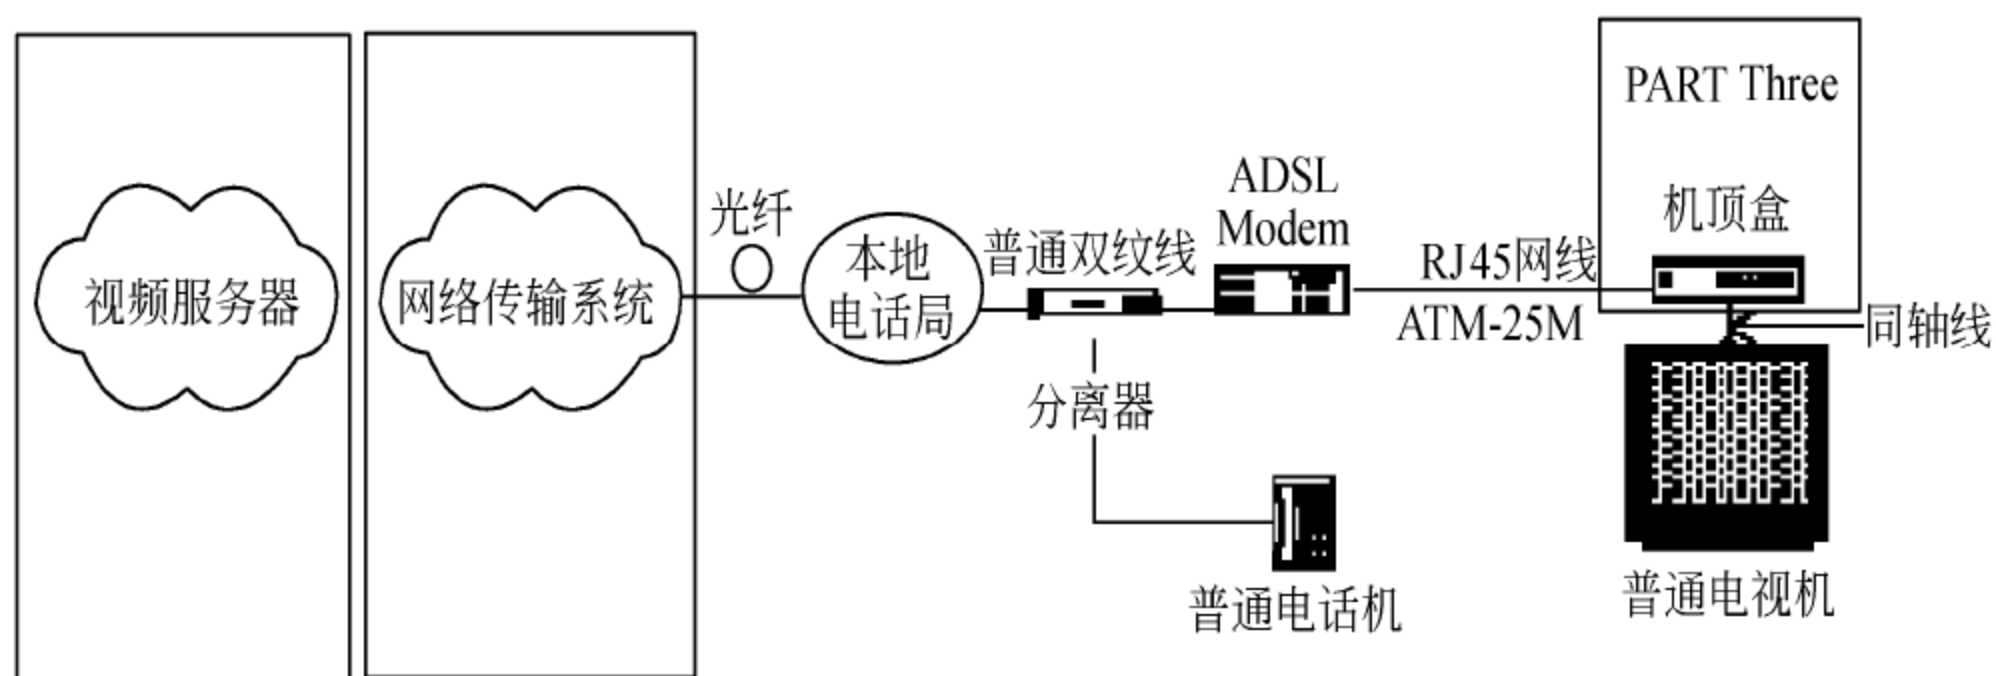 视频服务器
网络传输系统
光纤
本地
电话局
普通双纹线
分离器
普通电话机
ADSL
Modem
RJ45网线
ATM-25M
PART Three
机顶盒
同轴线
普通电视机